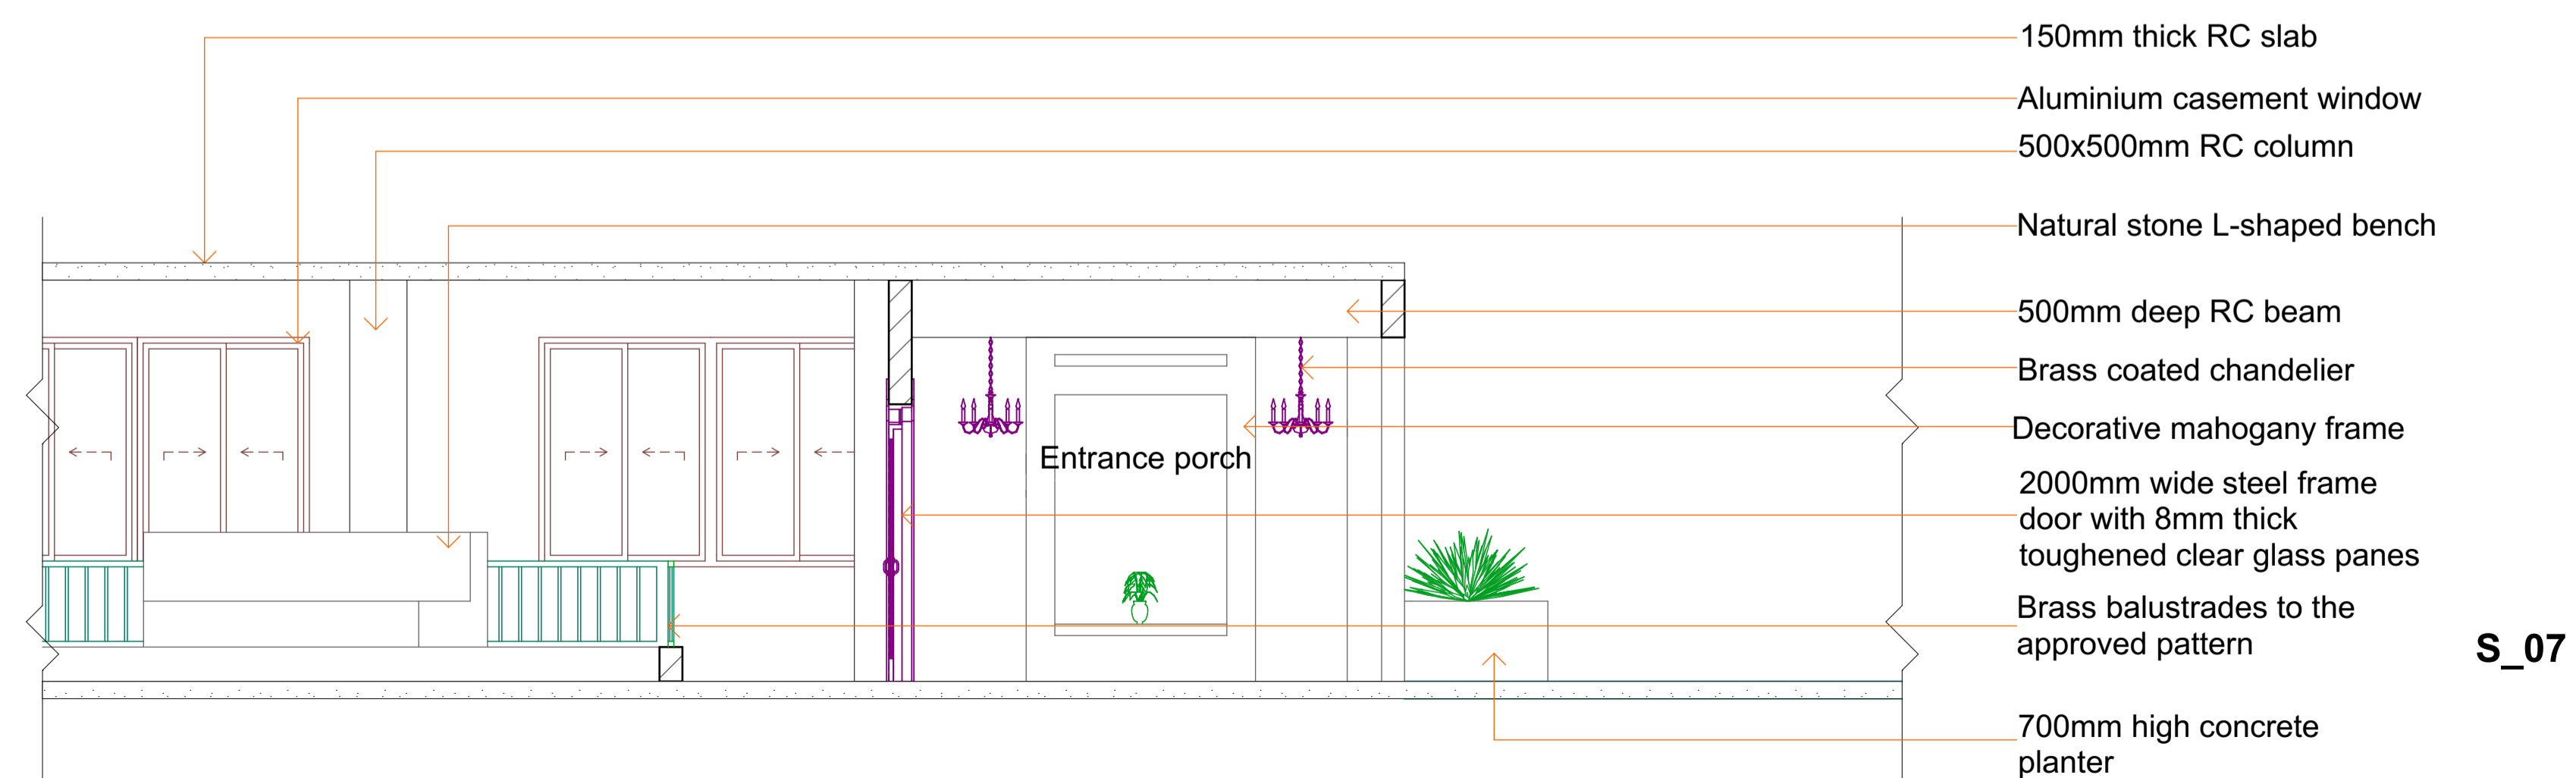 150mm thick RC slab
Aluminium casement window
500x500mm RC column
Natural stone L-shaped bench
500mm deep RC beam
Brass coated chandelier
Decorative mahogany frame
Entrance porch
2000mm wide steel frame
door with 8mm thick
toughened clear glass panes
Brass balustrades to the
approved pattern
S_07
700mm high concrete
planter